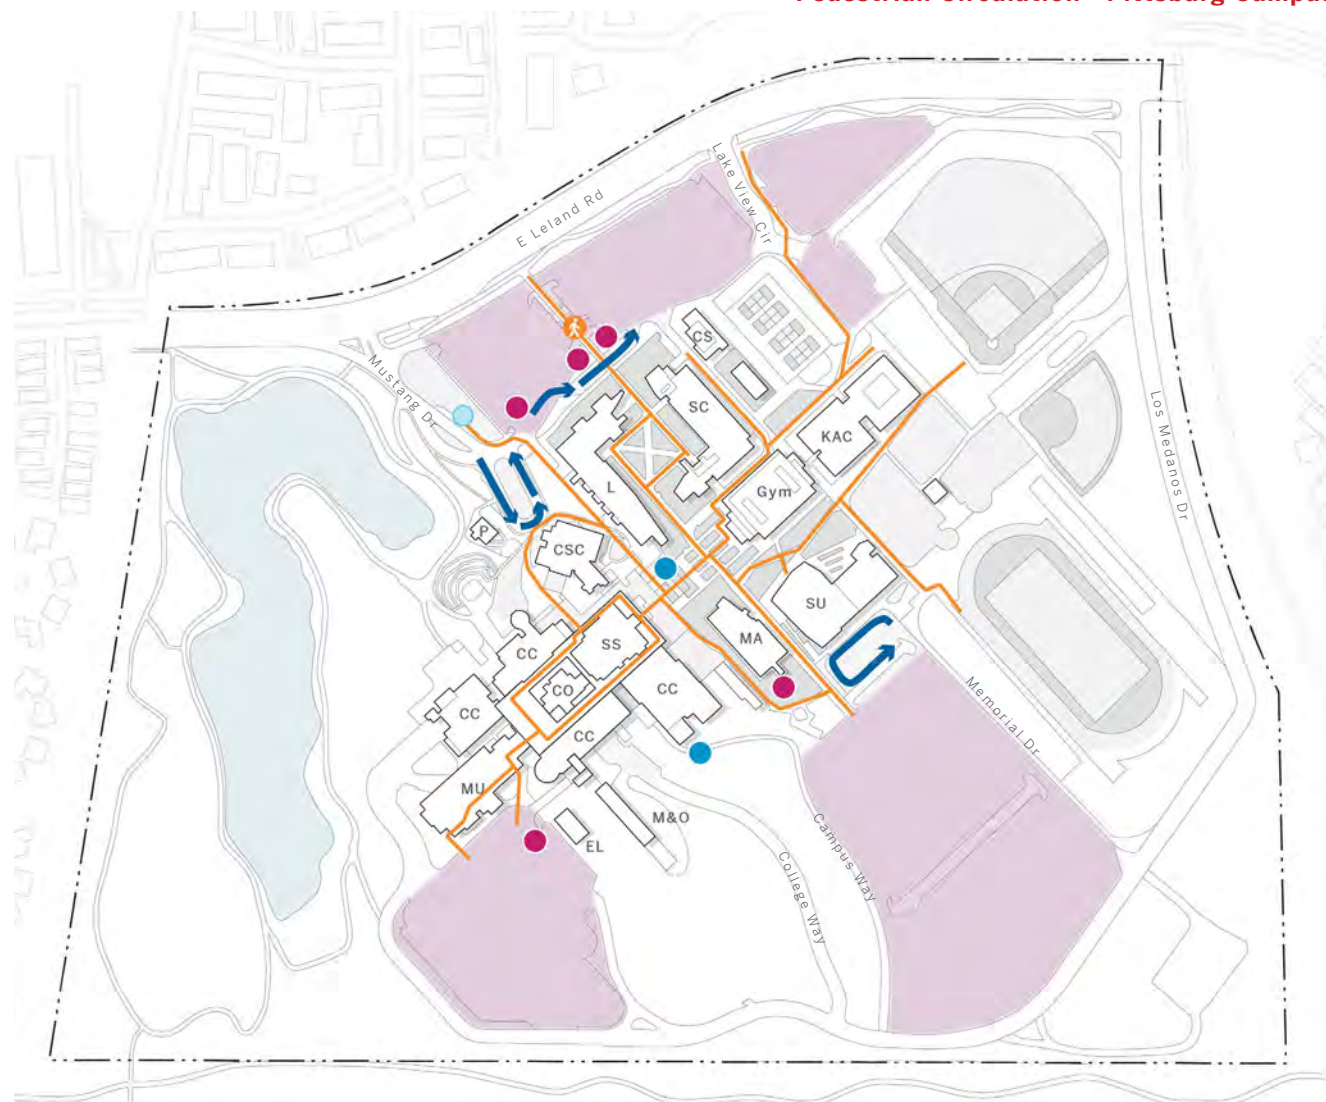 Pedestrian Circulation - Pittsburg Campus
E Leland Rd
Lake View Cir
Mustang Dr
Los Medanos Dr
CS
SC
KAC
L
Gym
P
CSC
SU
SS
MA
CC
CO
CC
CC
CC
MU
M&O
EL
Memorial Dr
Campus Way
College Way